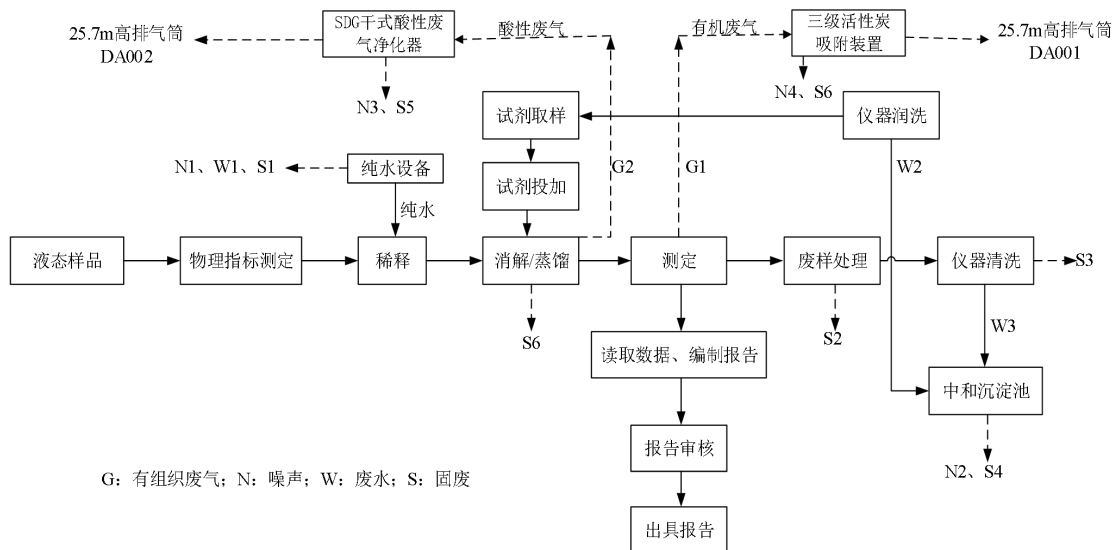 25.7m高排气筒
DA002
SDG干式酸性废
气净化器
酸性废气
有机废气
三级活性炭
吸附装置
25.7m高排气筒
DA001
N3、S5
N4、S6
试剂取样
仪器润洗
N1、W1、S1
纯水设备
G2
G1
W2
试剂投加
纯水
液态样品
物理指标测定
稀释
消解/蒸馏
测定
废样处理
仪器清洗
S3
S6
S2
W3
读取数据、编制报告
中和沉淀池
报告审核
N2、S4
G：有组织废气；N：噪声；W：废水；S：固废
出具报告